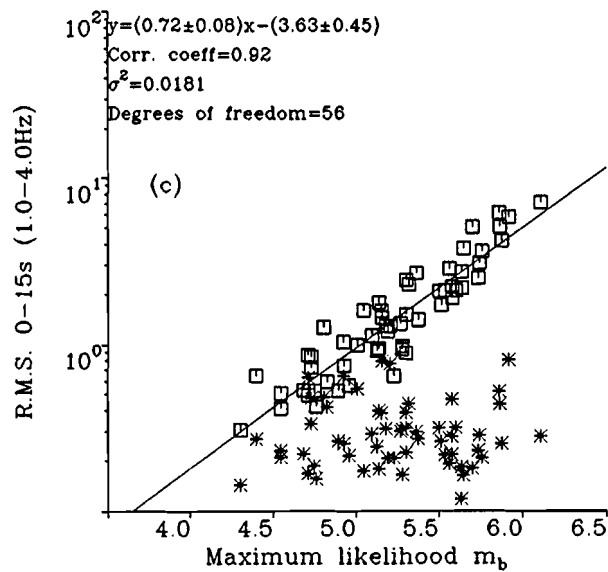 10²
y=(0.72±0.08)x−(3.63±0.45)
Corr. coeff=0.92
σ²=0.0181
Degrees of freedom=56
R.M.S. 0−15s (1.0−4.0Hz)
10¹
(c)
10⁰
4.0 4.5 5.0 5.5 6.0 6.5
Maximum likelihood m_b